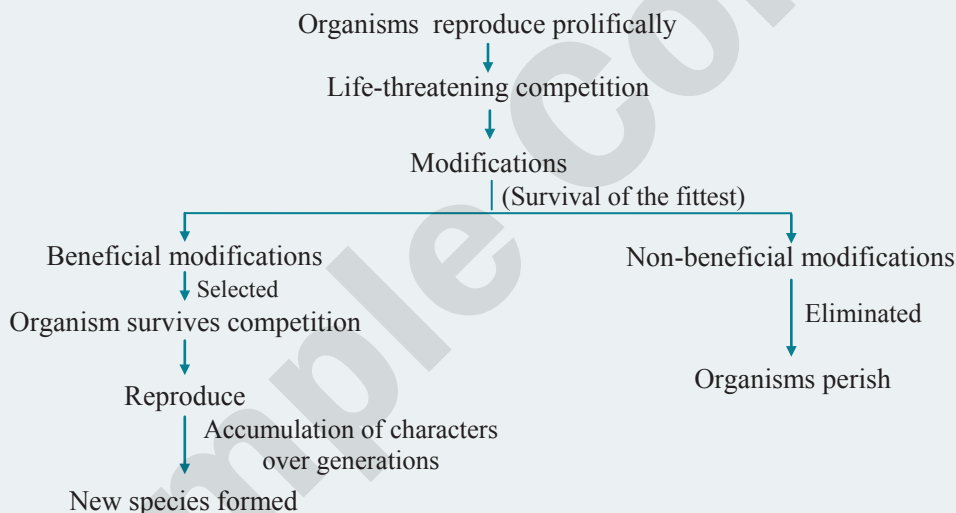 Organisms reproduce prolifically
Life-threatening competition
Modifications
(Survival of the fittest)
Beneficial modifications
Non-beneficial modifications
Selected
Eliminated
Organism survives competition
Organisms perish
Reproduce
Accumulation of characters
over generations
New species formed